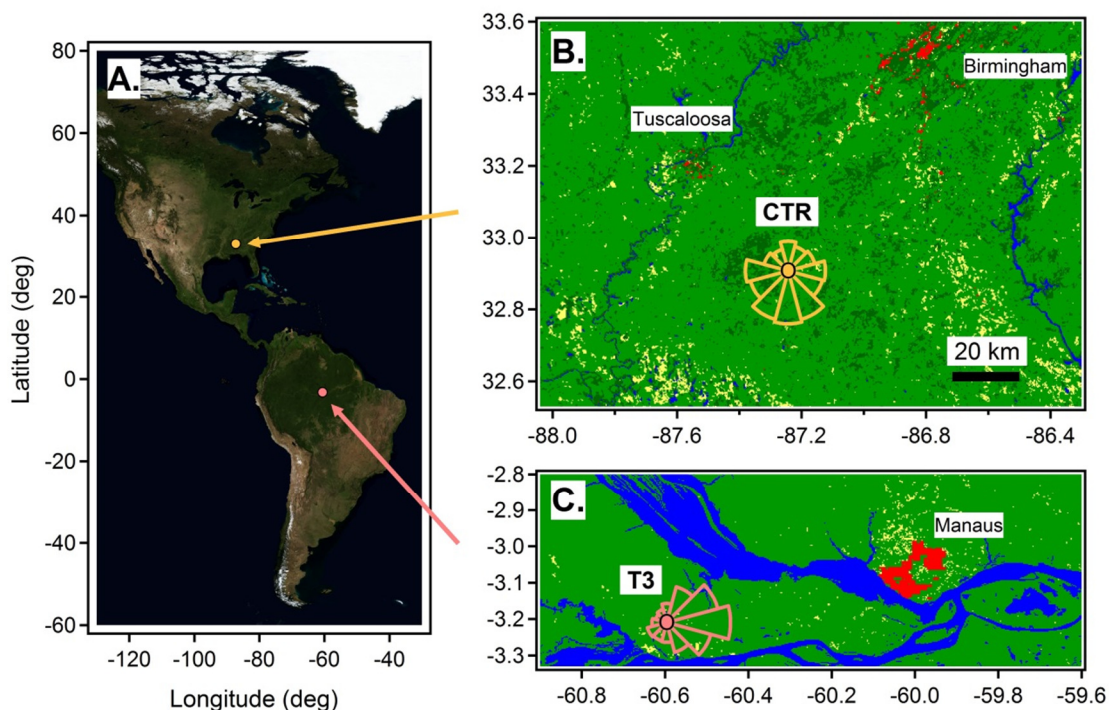 A.
80
60
40
20
0
-20
-40
-60
-120 -100 -80 -60 -40
Latitude (deg)
Longitude (deg)
B.
Birmingham
Tuscaloosa
CTR
20 km
33.6
33.4
33.2
33.0
32.8
32.6
-88.0 -87.6 -87.2 -86.8 -86.4
C.
Manaus
T3
-2.8
-2.9
-3.0
-3.1
-3.2
-3.3
-60.8 -60.6 -60.4 -60.2 -60.0 -59.8 -59.6